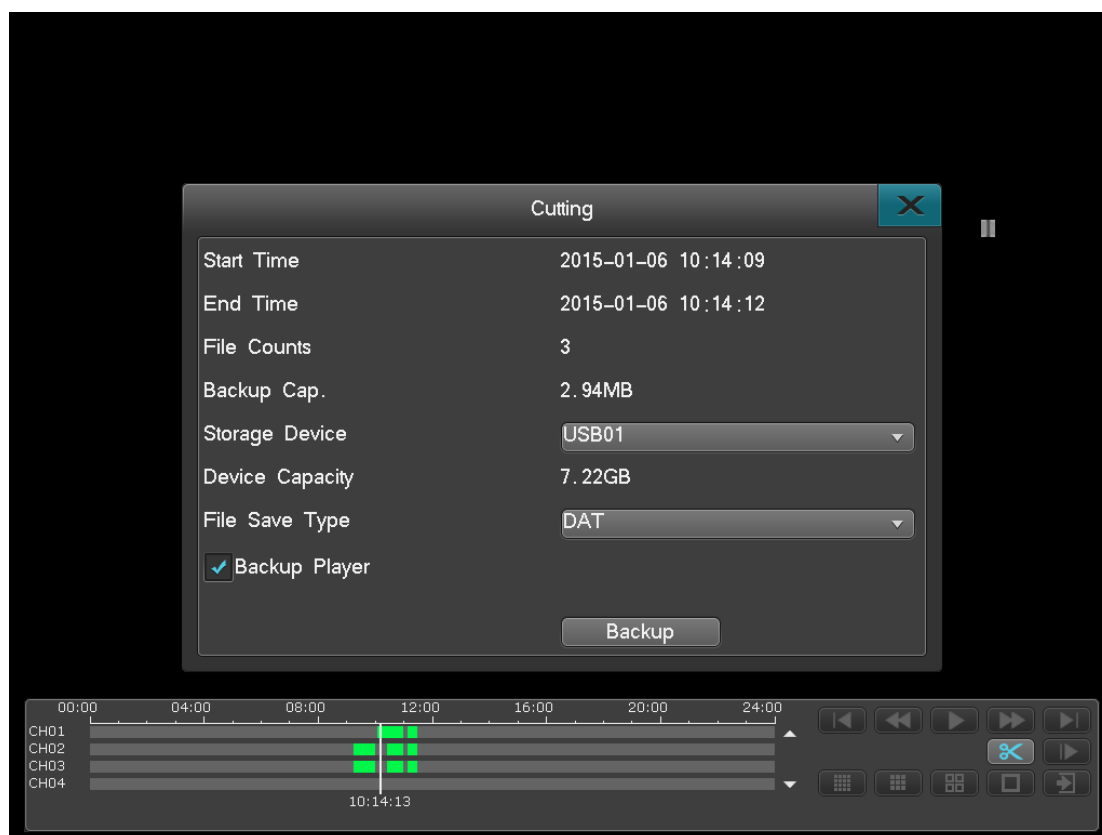 Cutting
Start Time 2015-01-06 10:14:09
End Time 2015-01-06 10:14:12
File Counts 3
Backup Cap. 2.94MB
Storage Device USB01
Device Capacity 7.22GB
File Save Type DAT
Backup Player
Backup
00:00 04:00 08:00 12:00 16:00 20:00 24:00
CH01
CH02
CH03
CH04
10:14:13